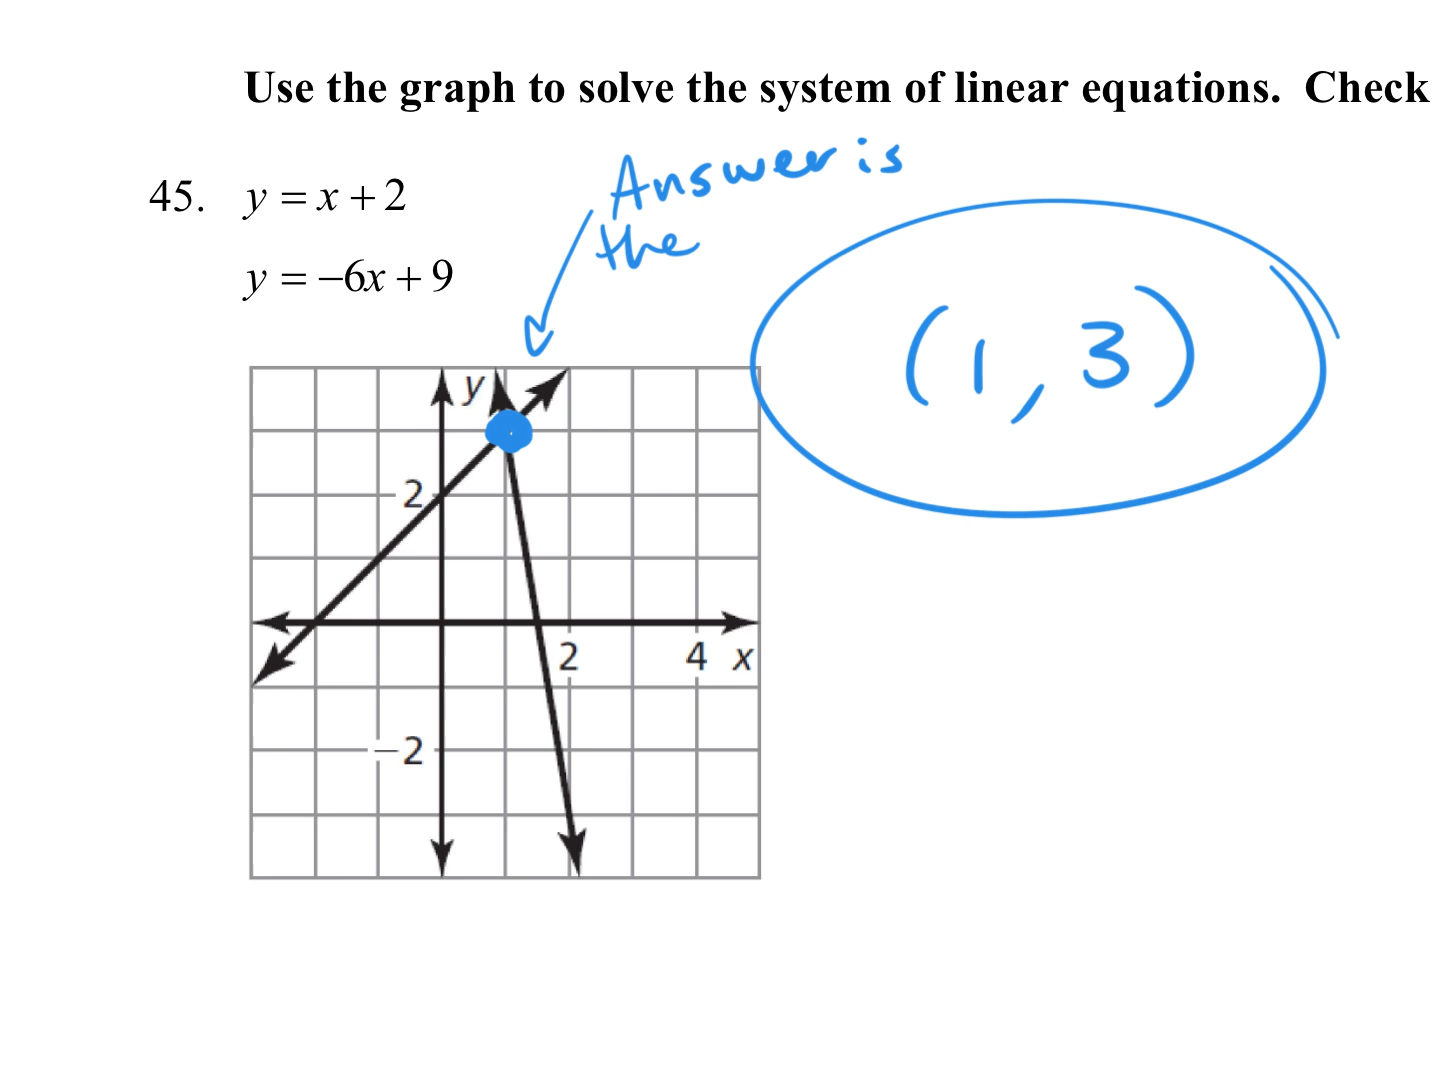 Use the graph to solve the system of linear equations. Check
Answer is
the
45. y = x + 2
y = −6x + 9
(1, 3)
y
2
2 4 x
−2